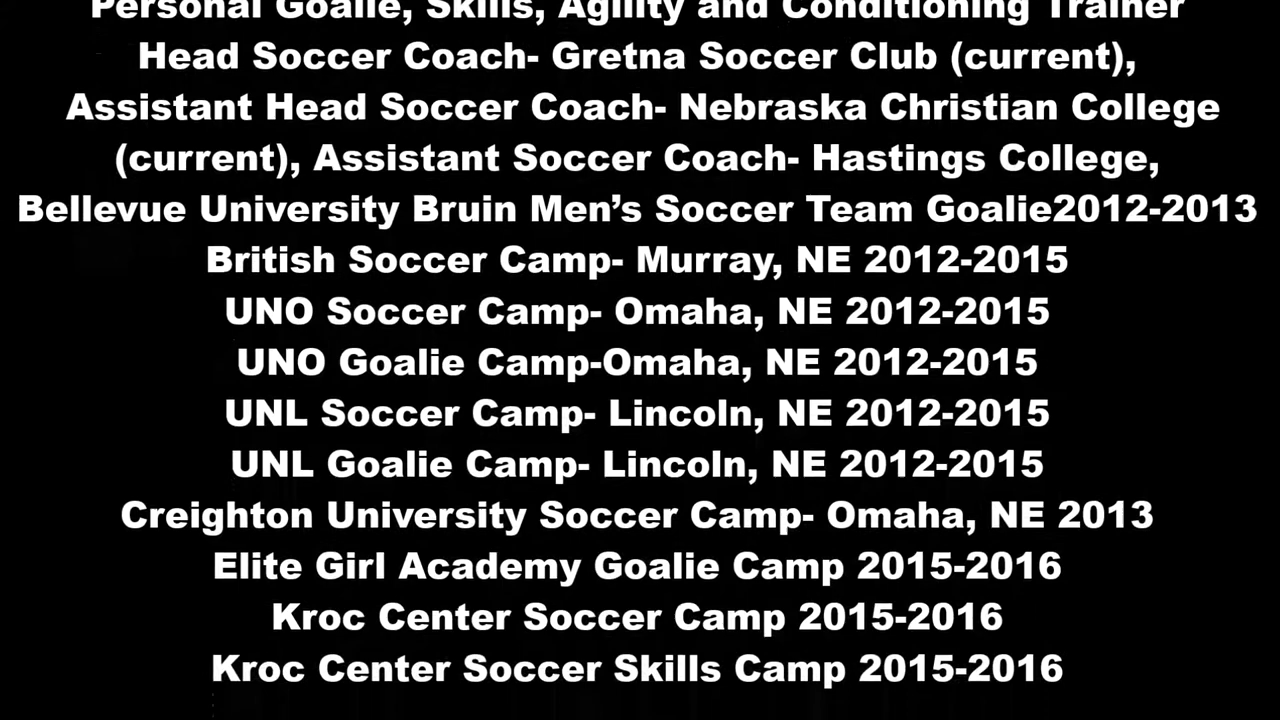 Personal Goalie, Skills, Agility and Conditioning Trainer
Head Soccer Coach- Gretna Soccer Club (current),
Assistant Head Soccer Coach- Nebraska Christian College
(current), Assistant Soccer Coach- Hastings College,
Bellevue University Bruin Men’s Soccer Team Goalie2012-2013
British Soccer Camp- Murray, NE 2012-2015
UNO Soccer Camp- Omaha, NE 2012-2015
UNO Goalie Camp-Omaha, NE 2012-2015
UNL Soccer Camp- Lincoln, NE 2012-2015
UNL Goalie Camp- Lincoln, NE 2012-2015
Creighton University Soccer Camp- Omaha, NE 2013
Elite Girl Academy Goalie Camp 2015-2016
Kroc Center Soccer Camp 2015-2016
Kroc Center Soccer Skills Camp 2015-2016